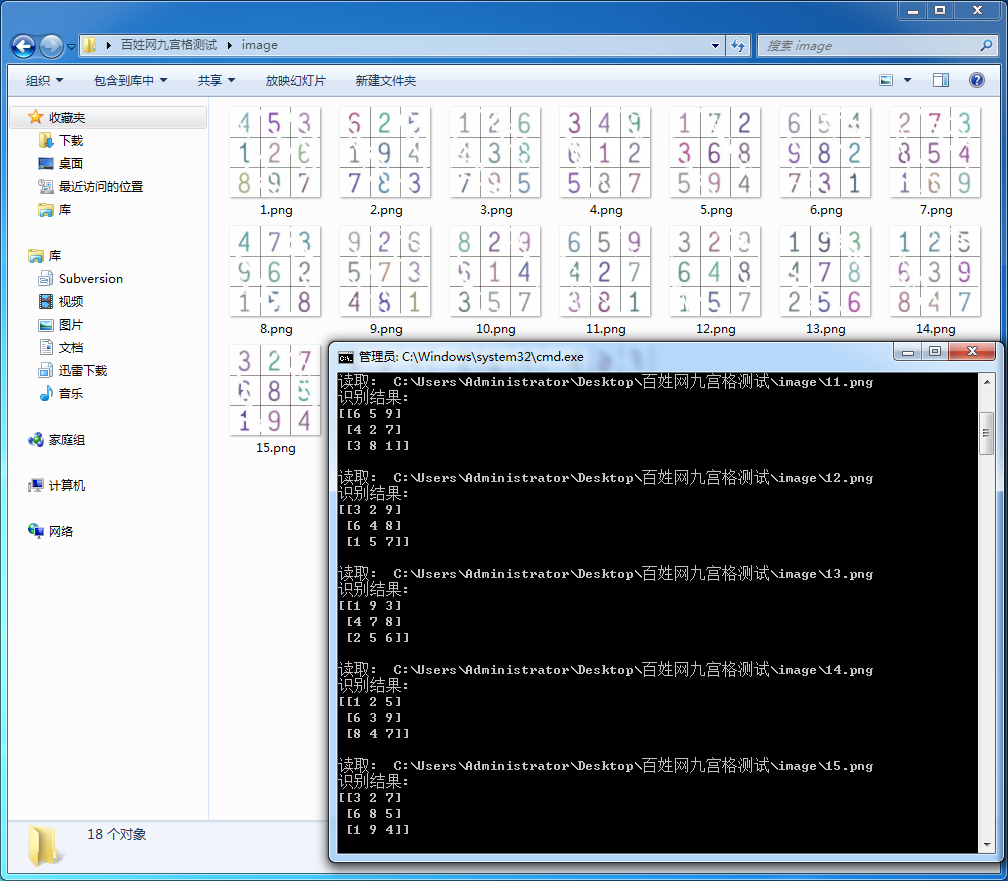 百姓网九宫格测试 image
搜索 image
组织 包含到库中 共享 放映幻灯片 新建文件夹
收藏夹
下载
桌面
最近访问的位置
库
库
Subversion
视频
图片
文档
迅雷下载
音乐
家庭组
计算机
网络
4 5 3
1 2 6
8 9 7
1.png
6 2 5
1 9 4
7 8 3
2.png
1 2 6
4 3 8
7 9 5
3.png
3 4 9
6 1 2
5 8 7
4.png
1 7 2
3 6 8
5 9 4
5.png
6 5 4
9 8 2
7 3 1
6.png
2 7 3
8 5 4
1 6 9
7.png
4 7 3
9 6 2
1 5 8
8.png
9 2 6
5 7 3
4 8 1
9.png
8 2 9
6 1 4
3 5 7
10.png
6 5 9
4 2 7
3 8 1
11.png
3 2 9
6 4 8
1 5 7
12.png
1 9 3
4 7 8
2 5 6
13.png
1 2 5
6 3 9
8 4 7
14.png
3 2 7
6 8 5
1 9 4
15.png
管理员: C:\Windows\system32\cmd.exe
读取: C:\Users\Administrator\Desktop\百姓网九宫格测试\image\11.png
识别结果:
[[6 5 9]
[4 2 7]
[3 8 1]]
读取: C:\Users\Administrator\Desktop\百姓网九宫格测试\image\12.png
识别结果:
[[3 2 9]
[6 4 8]
[1 5 7]]
读取: C:\Users\Administrator\Desktop\百姓网九宫格测试\image\13.png
识别结果:
[[1 9 3]
[4 7 8]
[2 5 6]]
读取: C:\Users\Administrator\Desktop\百姓网九宫格测试\image\14.png
识别结果:
[[1 2 5]
[6 3 9]
[8 4 7]]
读取: C:\Users\Administrator\Desktop\百姓网九宫格测试\image\15.png
识别结果:
[[3 2 7]
[6 8 5]
[1 9 4]]
18 个对象